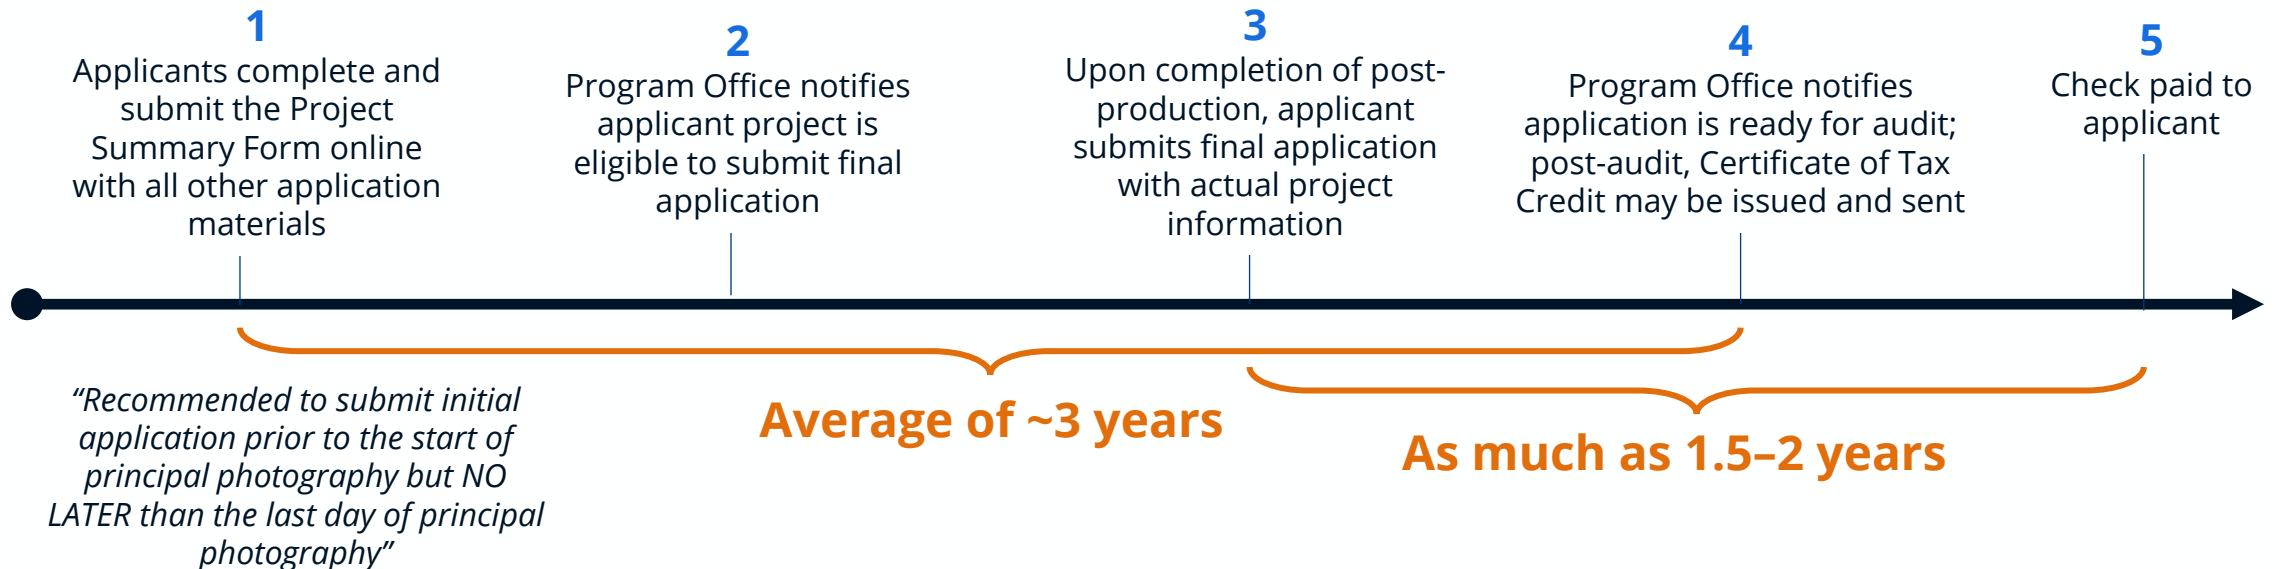 1
Applicants complete and
submit the Project
Summary Form online
with all other application
materials
2
Program Office notifies
applicant project is
eligible to submit final
application
3
Upon completion of post-
production, applicant
submits final application
with actual project
information
4
Program Office notifies
application is ready for audit;
post-audit, Certificate of Tax
Credit may be issued and sent
5
Check paid to
applicant
“Recommended to submit initial
application prior to the start of
principal photography but NO
LATER than the last day of principal
photography”
Average of ~3 years
As much as 1.5–2 years